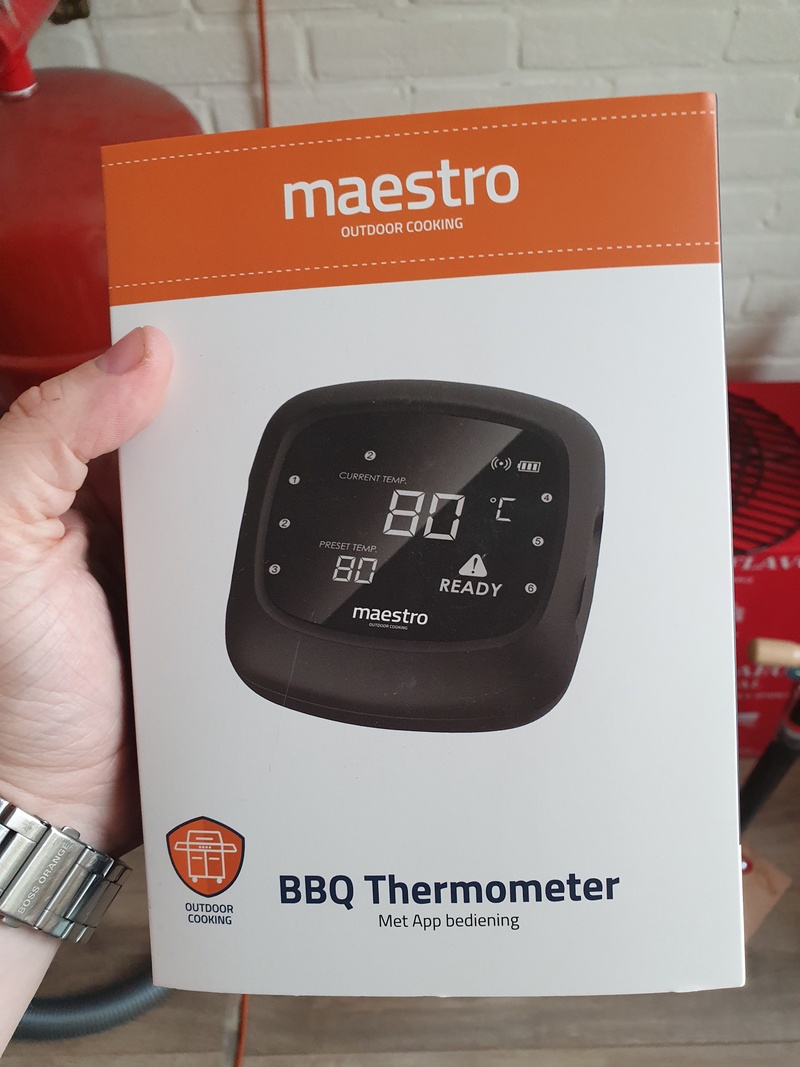 maestro
OUTDOOR COOKING
2
CURRENT TEMP.
1
80 °C
4
2
5
PRESET TEMP.
80
3
READY
6
maestro
OUTDOOR COOKING
OUTDOOR
COOKING
BBQ Thermometer
Met App bediening
BOSS ORANGE